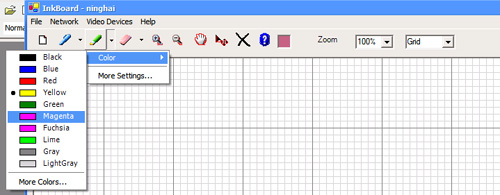 InkBoard - ninghai
File Network Video Devices Help
Norma
Zoom 100% Grid
Color
More Settings...
Black
Blue
Red
Yellow
Green
Magenta
Fuchsia
Lime
Gray
LightGray
More Colors...